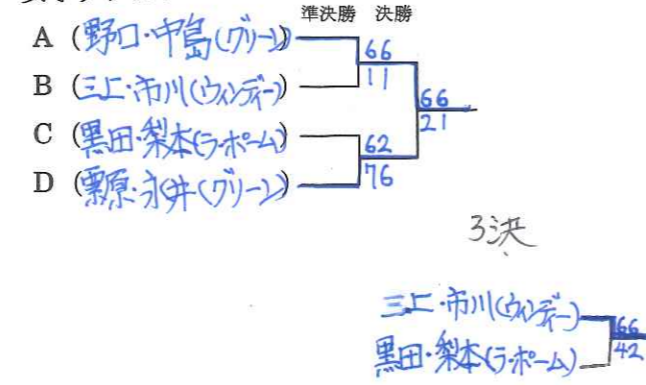 準決勝 決勝
A (野口・中島(グリーン))
66
B (三上・市川(ウィンディー))
11
66
21
C (黒田・梨本(ラ・ポーム))
62
D (栗原・永井(グリーン))
76
3決
三上・市川(ウィンディー)
66
黒田・梨本(ラ・ポーム)
42